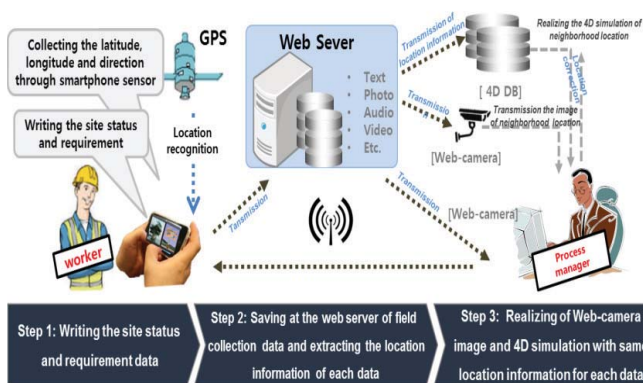 Collecting the latitude,
longitude and direction
through smartphone sensor
Writing the site status
and requirement
GPS
Location
recognition
worker
Web Sever
• Text
• Photo
• Audio
• Video
• Etc.
Transmission
Transmission of
location information
Transmissio
Transmission
[ 4D DB]
[Web-camera]
[Web-camera]
Realizing the 4D simulation of
neighborhood location
Transmission the image
of neighborhood location
Location
correction
Process
manager
Step 1: Writing the site status
and requirement data
Step 2: Saving at the web server of field
collection data and extracting the location
information of each data
Step 3: Realizing of Web-camera
image and 4D simulation with same
location information for each data